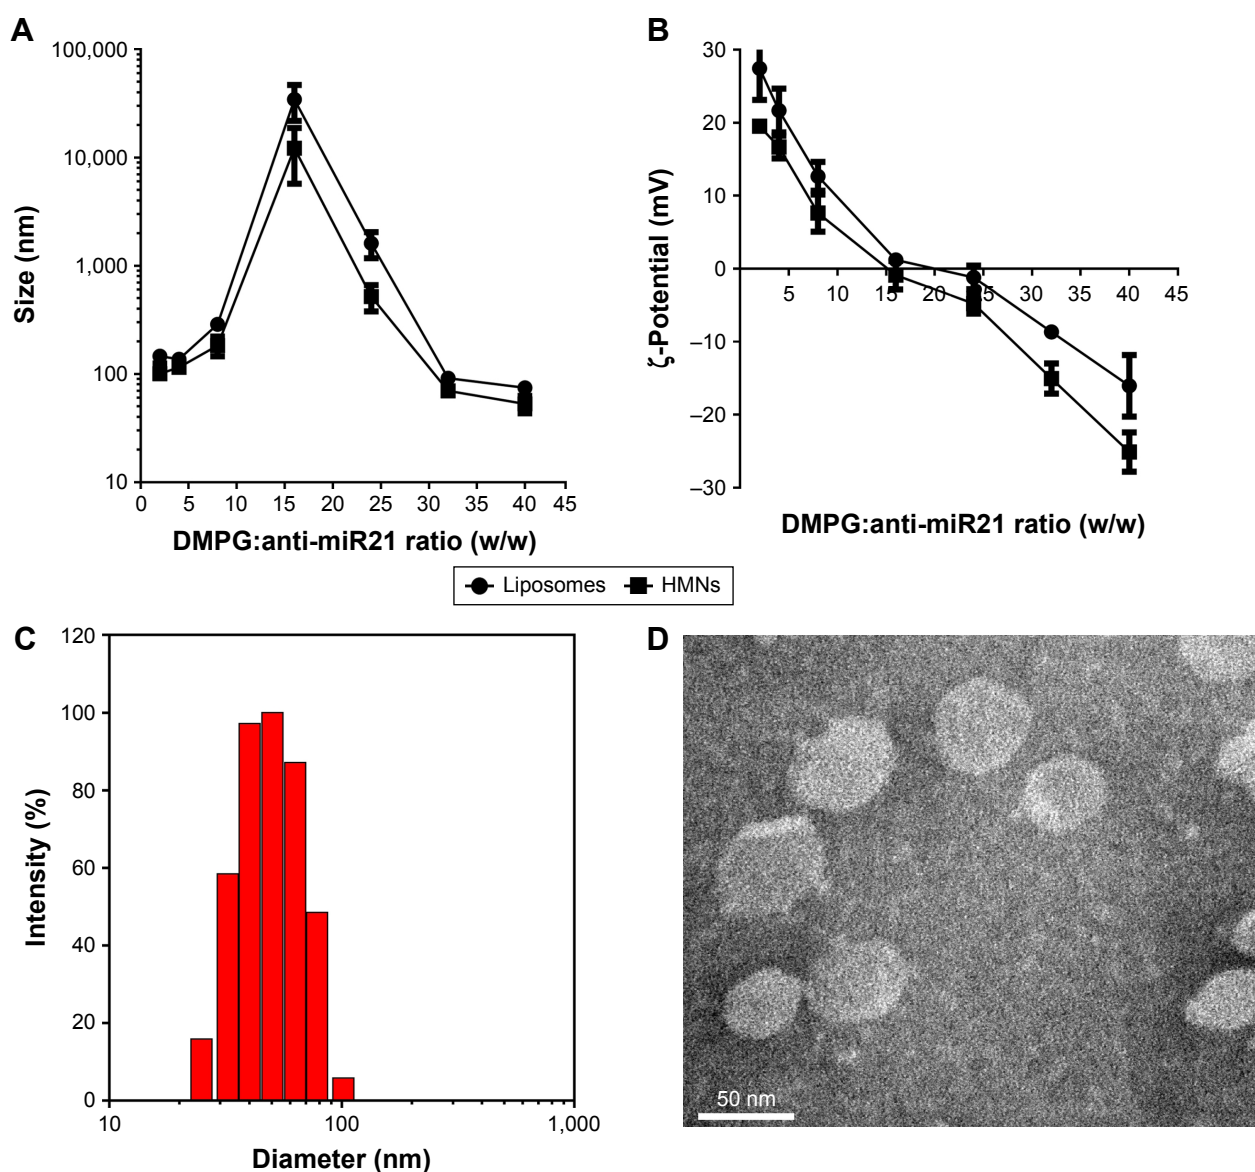 A
100,000
10,000
1,000
100
10
Size (nm)
0 5 10 15 20 25 30 35 40 45
DMPG:anti-miR21 ratio (w/w)
B
30
20
10
0
–10
–20
–30
ζ-Potential (mV)
5 10 15 20 25 30 35 40 45
DMPG:anti-miR21 ratio (w/w)
Liposomes HMNs
C
120
100
80
60
40
20
0
Intensity (%)
10 100 1,000
Diameter (nm)
D
50 nm